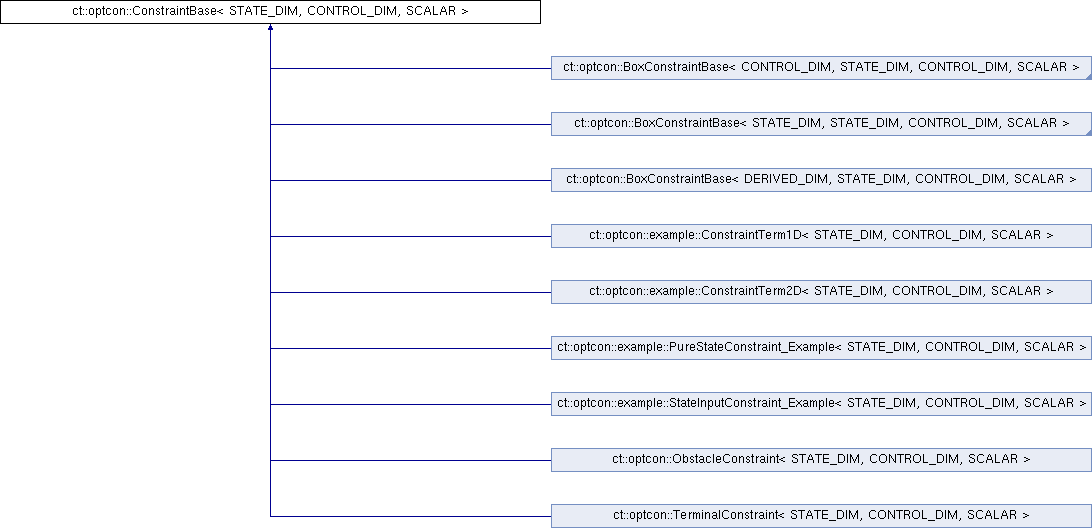 ct::optcon::ConstraintBase< STATE_DIM, CONTROL_DIM, SCALAR >
ct::optcon::BoxConstraintBase< CONTROL_DIM, STATE_DIM, CONTROL_DIM, SCALAR >
ct::optcon::BoxConstraintBase< STATE_DIM, STATE_DIM, CONTROL_DIM, SCALAR >
ct::optcon::BoxConstraintBase< DERIVED_DIM, STATE_DIM, CONTROL_DIM, SCALAR >
ct::optcon::example::ConstraintTerm1D< STATE_DIM, CONTROL_DIM, SCALAR >
ct::optcon::example::ConstraintTerm2D< STATE_DIM, CONTROL_DIM, SCALAR >
ct::optcon::example::PureStateConstraint_Example< STATE_DIM, CONTROL_DIM, SCALAR >
ct::optcon::example::StateInputConstraint_Example< STATE_DIM, CONTROL_DIM, SCALAR >
ct::optcon::ObstacleConstraint< STATE_DIM, CONTROL_DIM, SCALAR >
ct::optcon::TerminalConstraint< STATE_DIM, CONTROL_DIM, SCALAR >